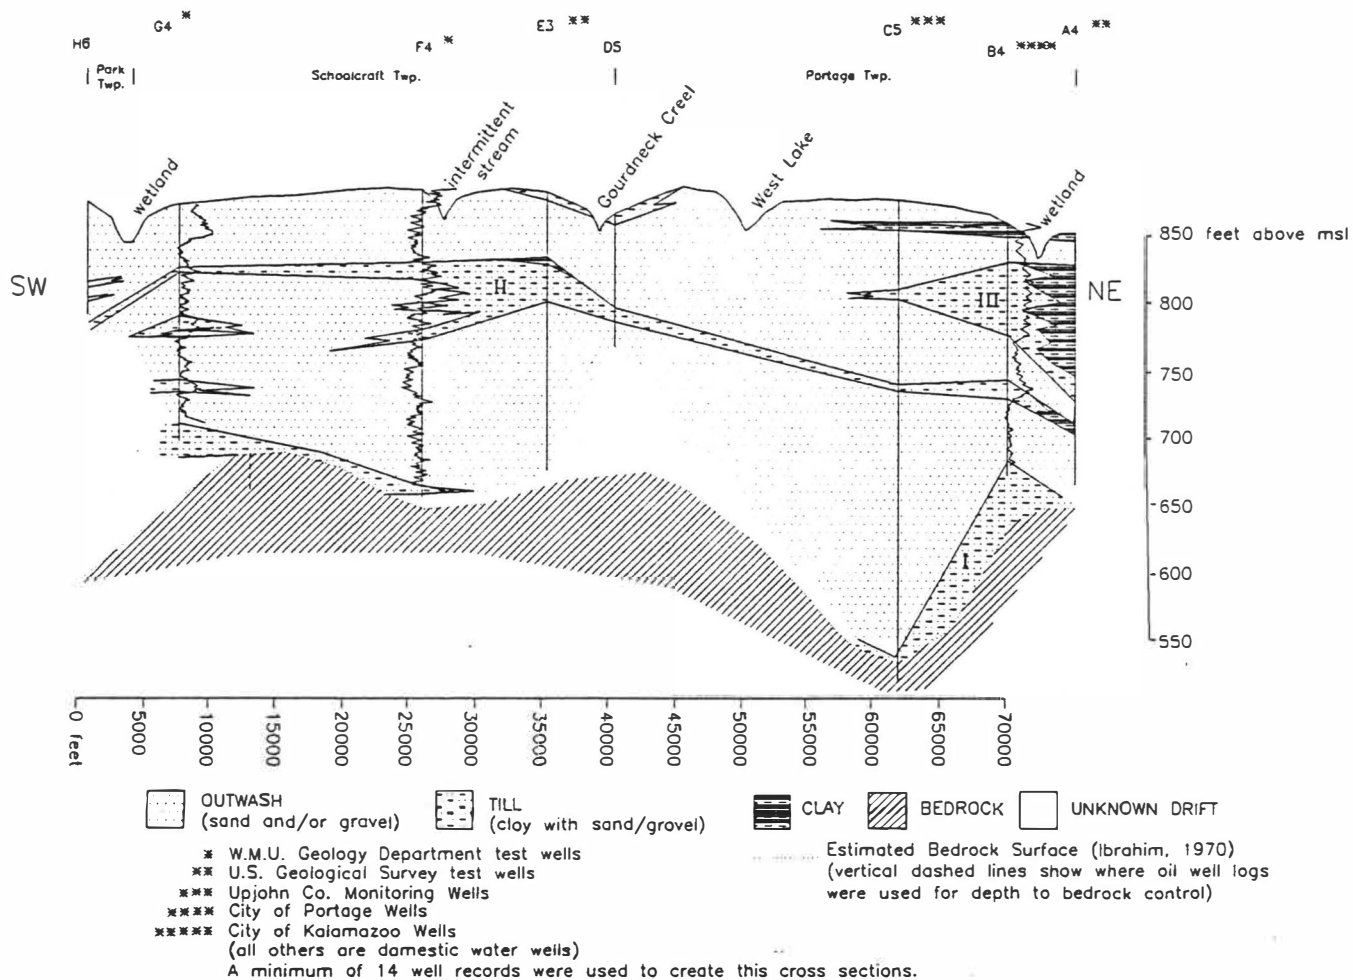 G4 *
E3 **
C5 ***
A4 **
H6
F4 *
D5
B4 ****
Park Twp.
Schoolcraft Twp.
Portage Twp.
wetland
intermittent stream
Gourdneck Creel
West Lake
wetland
SW
NE
II
III
I
850 feet above msl
800
750
700
650
600
550
0 feet
5000
10000
15000
20000
25000
30000
35000
40000
45000
50000
55000
60000
65000
70000
OUTWASH
(sand and/or gravel)
TILL
(clay with sand/gravel)
CLAY
BEDROCK
UNKNOWN DRIFT
* W.M.U. Geology Department test wells
** U.S. Geological Survey test wells
*** Upjohn Co. Monitoring Wells
**** City of Portage Wells
***** City of Kalamazoo Wells
(all others are domestic water wells)
A minimum of 14 well records were used to create this cross sections.
Estimated Bedrock Surface (Ibrahim, 1970)
(vertical dashed lines show where oil well logs
were used for depth to bedrock control)